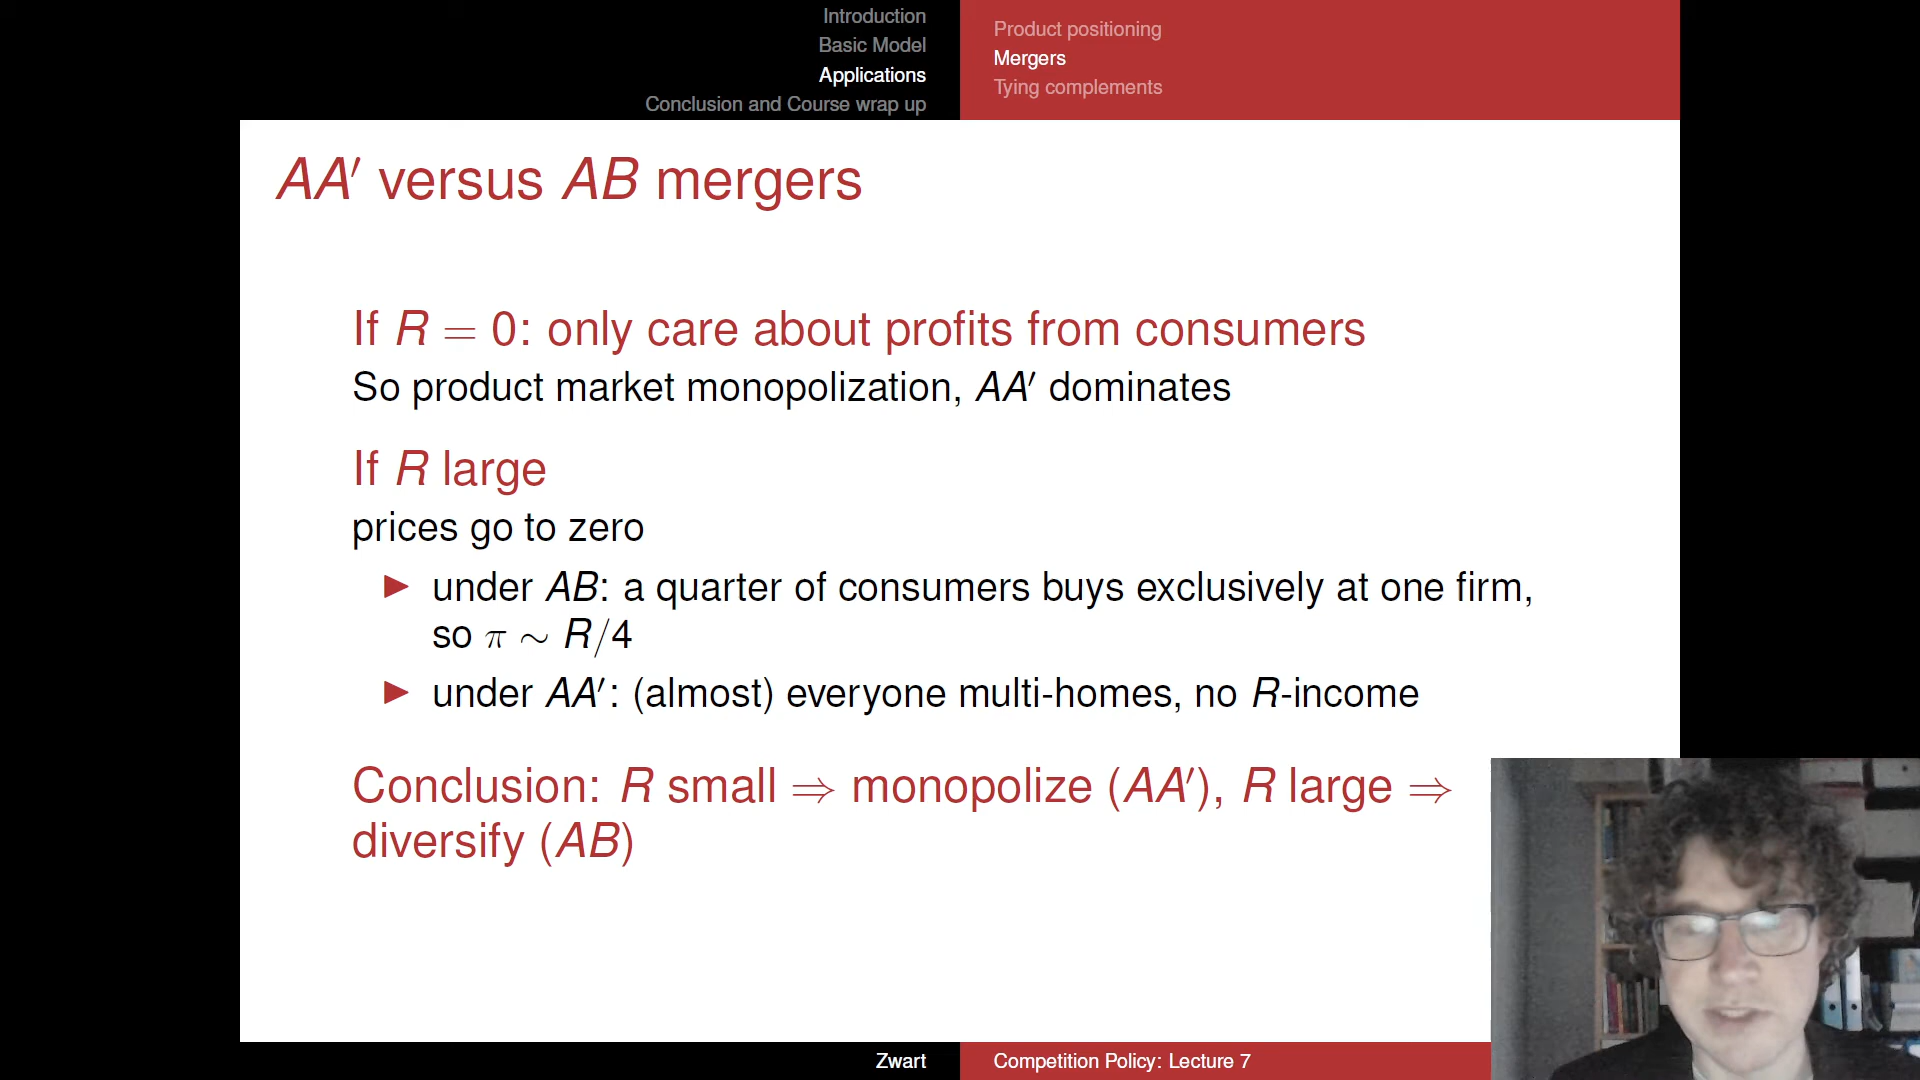 Introduction
Basic Model
Applications
Conclusion and Course wrap up
Product positioning
Mergers
Tying complements
AA′ versus AB mergers
If R = 0: only care about profits from consumers
So product market monopolization, AA′ dominates
If R large
prices go to zero
▶ under AB: a quarter of consumers buys exclusively at one firm,
so π ∼ R/4
▶ under AA′: (almost) everyone multi-homes, no R-income
Conclusion: R small ⇒ monopolize (AA′), R large ⇒
diversify (AB)
Zwart
Competition Policy: Lecture 7